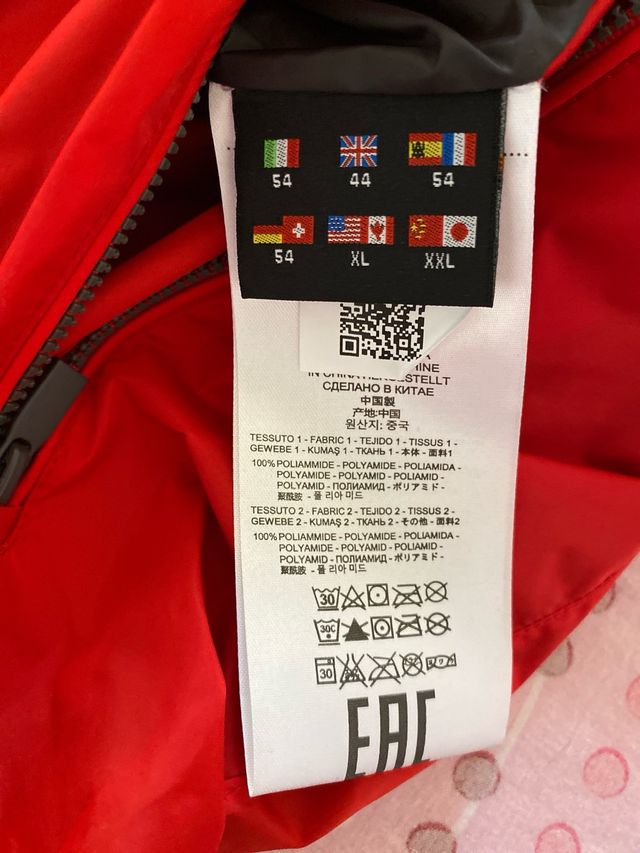 54 44 54
54 XL XXL
IN CHINA HERGESTELLT
СДЕЛАНО В КИТАЕ
中国製
产地:中国
원산지: 중국
TESSUTO 1 - FABRIC 1 - TEJIDO 1 - TISSUS 1 -
GEWEBE 1 - KUMAŞ 1 - ТКАНЬ 1 - 本体 - 面料1
100% POLIAMMIDE - POLYAMIDE - POLIAMIDA -
POLYAMIDE - POLYAMID - POLIAMID -
POLYAMID - ПОЛИАМИД - ポリアミド -
聚酰胺 - 폴 리아 미드
TESSUTO 2 - FABRIC 2 - TEJIDO 2 - TISSUS 2 -
GEWEBE 2 - KUMAŞ 2 - ТКАНЬ 2 - その他 - 面料2
100% POLIAMMIDE - POLYAMIDE - POLIAMIDA -
POLYAMIDE - POLYAMID - POLIAMID -
POLYAMID - ПОЛИАМИД - ポリアミド -
聚酰胺 - 폴 리아 미드
30
30C
30
EAC